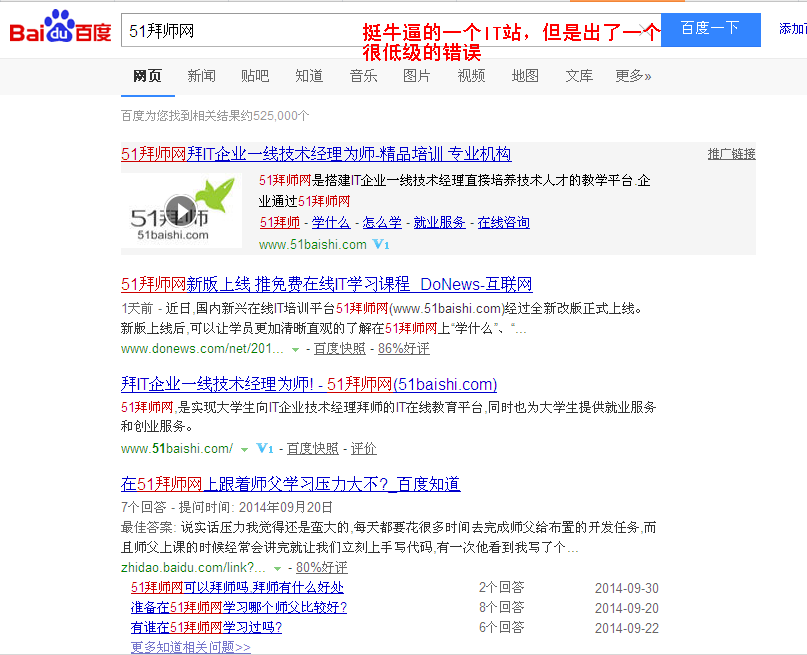 Bai du 百度
51拜师网
挺牛逼的一个IT站，但是出了一个
很低级的错误
百度一下
添加百
网页 新闻 贴吧 知道 音乐 图片 视频 地图 文库 更多»
百度为您找到相关结果约525,000个
51拜师网拜IT企业一线技术经理为师-精品培训 专业机构
推广链接
51拜师
51baishi.com
51拜师网是搭建IT企业一线技术经理直接培养技术人才的教学平台.企
业通过51拜师网
51拜师 - 学什么 - 怎么学 - 就业服务 - 在线咨询
www.51baishi.com V1
51拜师网新版上线 推免费在线IT学习课程_DoNews-互联网
1天前 - 近日,国内新兴在线IT培训平台51拜师网(www.51baishi.com)经过全新改版正式上线。
新版上线后,可以让学员更加清晰直观的了解在51拜师网上“学什么”、“...
www.donews.com/net/201... - 百度快照 - 86%好评
拜IT企业一线技术经理为师! - 51拜师网(51baishi.com)
51拜师网,是实现大学生向IT企业技术经理拜师的IT在线教育平台,同时也为大学生提供就业服务
和创业服务。
www.51baishi.com/ V1 - 百度快照 - 评价
在51拜师网上跟着师父学习压力大不?_百度知道
7个回答 - 提问时间: 2014年09月20日
最佳答案: 说实话压力我觉得还是蛮大的,每天都要花很多时间去完成师父给布置的开发任务,而
且师父上课的时候经常会讲完就让我们立刻上手写代码,有一次他看到我写了个...
zhidao.baidu.com/link?... - 80%好评
51拜师网可以拜师吗,拜师有什么好处 2个回答 2014-09-30
准备在51拜师网学习哪个师父比较好? 8个回答 2014-09-20
有谁在51拜师网学习过吗? 6个回答 2014-09-22
更多知道相关问题>>